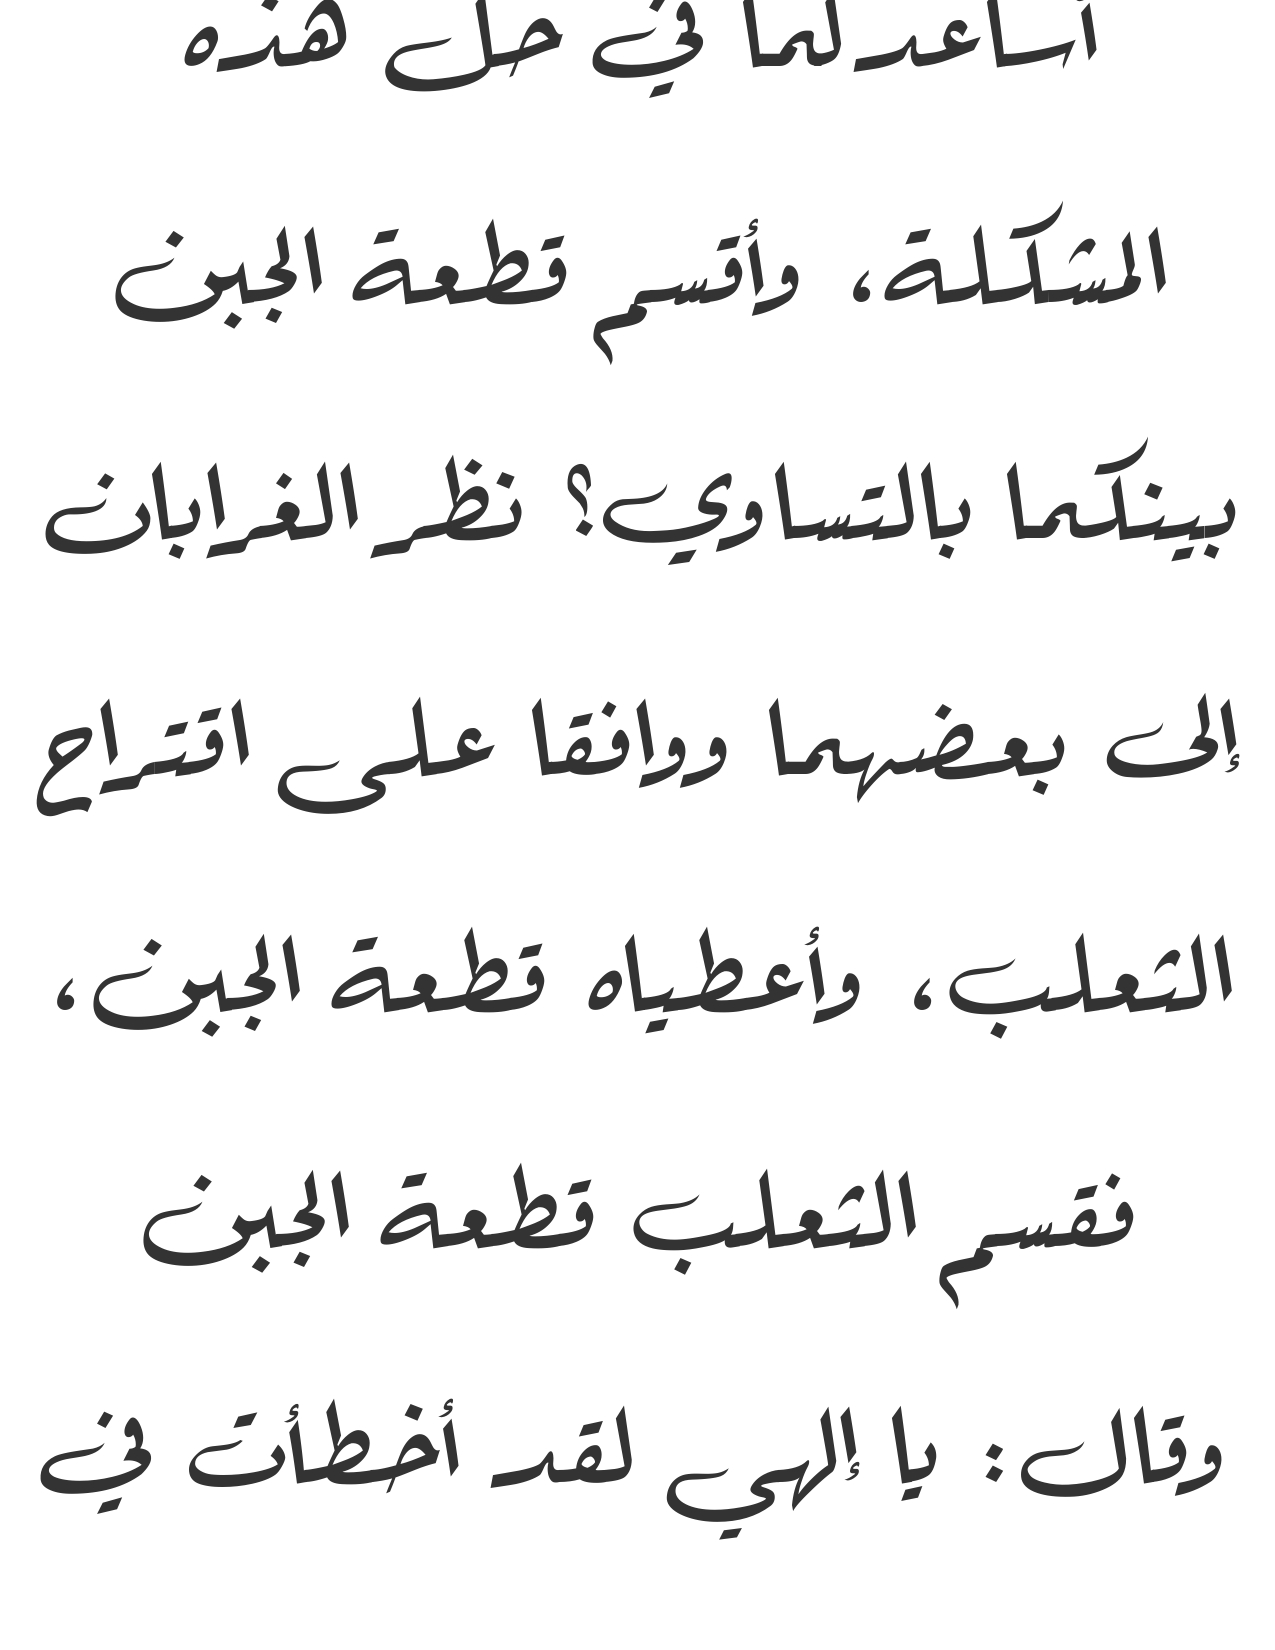 أساعدكما في حل هذه
المشكلة، وأقسم قطعة الجبن
بينكما بالتساوي؟ نظر الغرابان
إلى بعضهما ووافقا على اقتراح
الثعلب، وأعطياه قطعة الجبن،
فقسم الثعلب قطعة الجبن
وقال: يا إلهي لقد أخطأت في